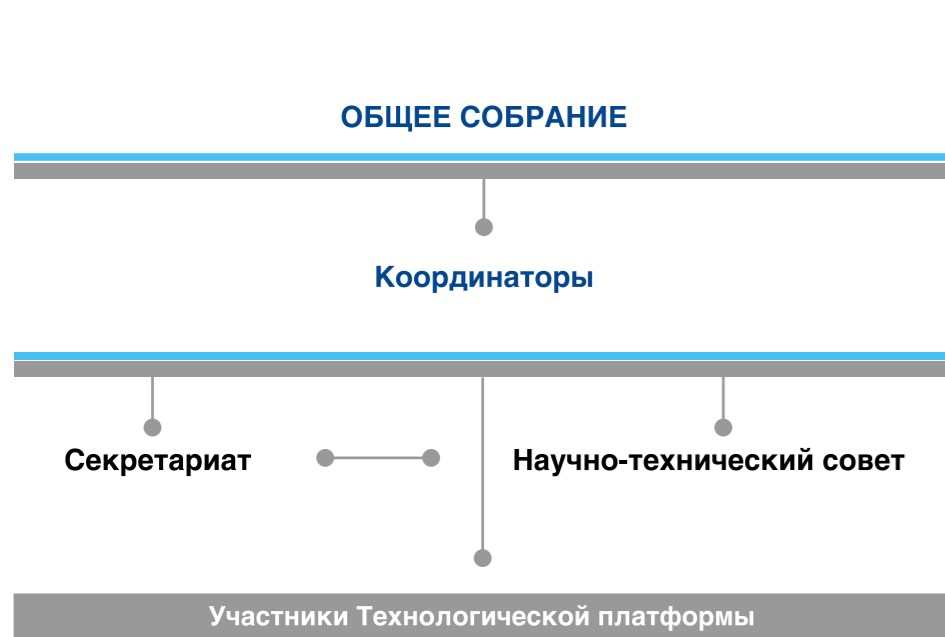 ОБЩЕЕ СОБРАНИЕ
Координаторы
Секретариат
Научно-технический совет
Участники Технологической платформы